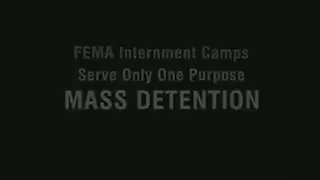 FEMA Internment Camps
Serve Only One Purpose
MASS DETENTION